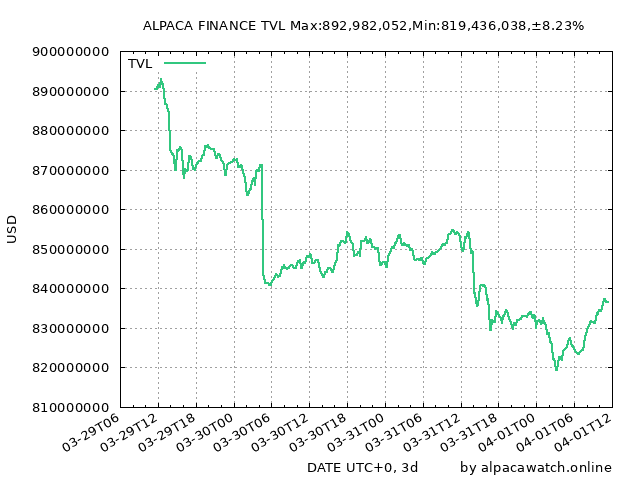 ALPACA FINANCE TVL Max:892,982,052,Min:819,436,038,±8.23%
900000000
TVL
890000000
880000000
870000000
860000000
850000000
840000000
830000000
820000000
810000000
USD
03-29T06
03-29T12
03-29T18
03-30T00
03-30T06
03-30T12
03-30T18
03-31T00
03-31T06
03-31T12
03-31T18
04-01T00
04-01T06
04-01T12
DATE UTC+0, 3d
by alpacawatch.online